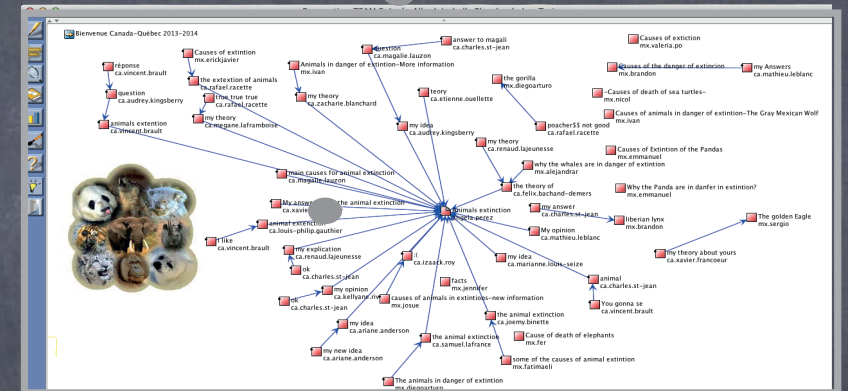 Bienvenue Canada-Québec 2013-2014
answer to magali
ca.charles.st-jean
Causes of extiction
mx.valeria.po
question
ca.magalie.lauzon
Causes of extintion
mx.erickjavier
réponse
ca.vincent.brault
Animals in danger of extintion-More information
mx.ivan
Causes of the danger of extincion
mx.brandon
my Answers
ca.mathieu.leblanc
the extextion of animals
ca.rafael.racette
the gorilla
mx.diegoarturo
question
ca.audrey.kingsberry
true true true
ca.rafael.racette
my theory
ca.zacharie.blanchard
teory
ca.etienne.ouellette
-Causes of death of sea turtles-
mx.nicol
Causes of animals in danger of extintion-The Gray Mexican Wolf
mx.ivan
my theory
ca.megane.laframboise
animals extention
ca.vincent.brault
my idea
ca.audrey.kingsberry
poacher$$ not good
ca.rafael.racette
my theory
ca.renaud.lajeunesse
Causes of Extintion of the Pandas
mx.emmanuel
why the whales are in danger of extintion
mx.alejandrar
main causes for animal extinction
ca.magalie.lauzon
the theory of
ca.felix.bachand-demers
Why the Panda are in danfer in extintion?
mx.emmanuel
My answer the animal extinction
my answer
ca.charles.st-jean
Animals extinction
liberian lynx
mx.brandon
The golden Eagle
mx.sergio
animal extenction
ca.louis-philip.gauthier
My opinion
ca.mathieu.leblanc
I like
ca.vincent.brault
my explication
ca.renaud.lajeunesse
:(
ca.izaack.roy
my idea
ca.marianne.louis-seize
my theory about yours
ca.xavier.francoeur
ok
ca.charles.st-jean
facts
mx.jennifer
animal
ca.charles.st-jean
my opinion
causes of animals in extintions-new information
mx.josue
ok
ca.charles.st-jean
You gonna se
ca.vincent.brault
my idea
ca.ariane.anderson
the animal extinction
ca.joemy.binette
the animal extinction
ca.samuel.lafrance
Cause of death of elephants
mx.fer
my new idea
ca.ariane.anderson
some of the causes of animal extintion
mx.fatimaeli
The animals in danger of extintion
mx.diegoarturo